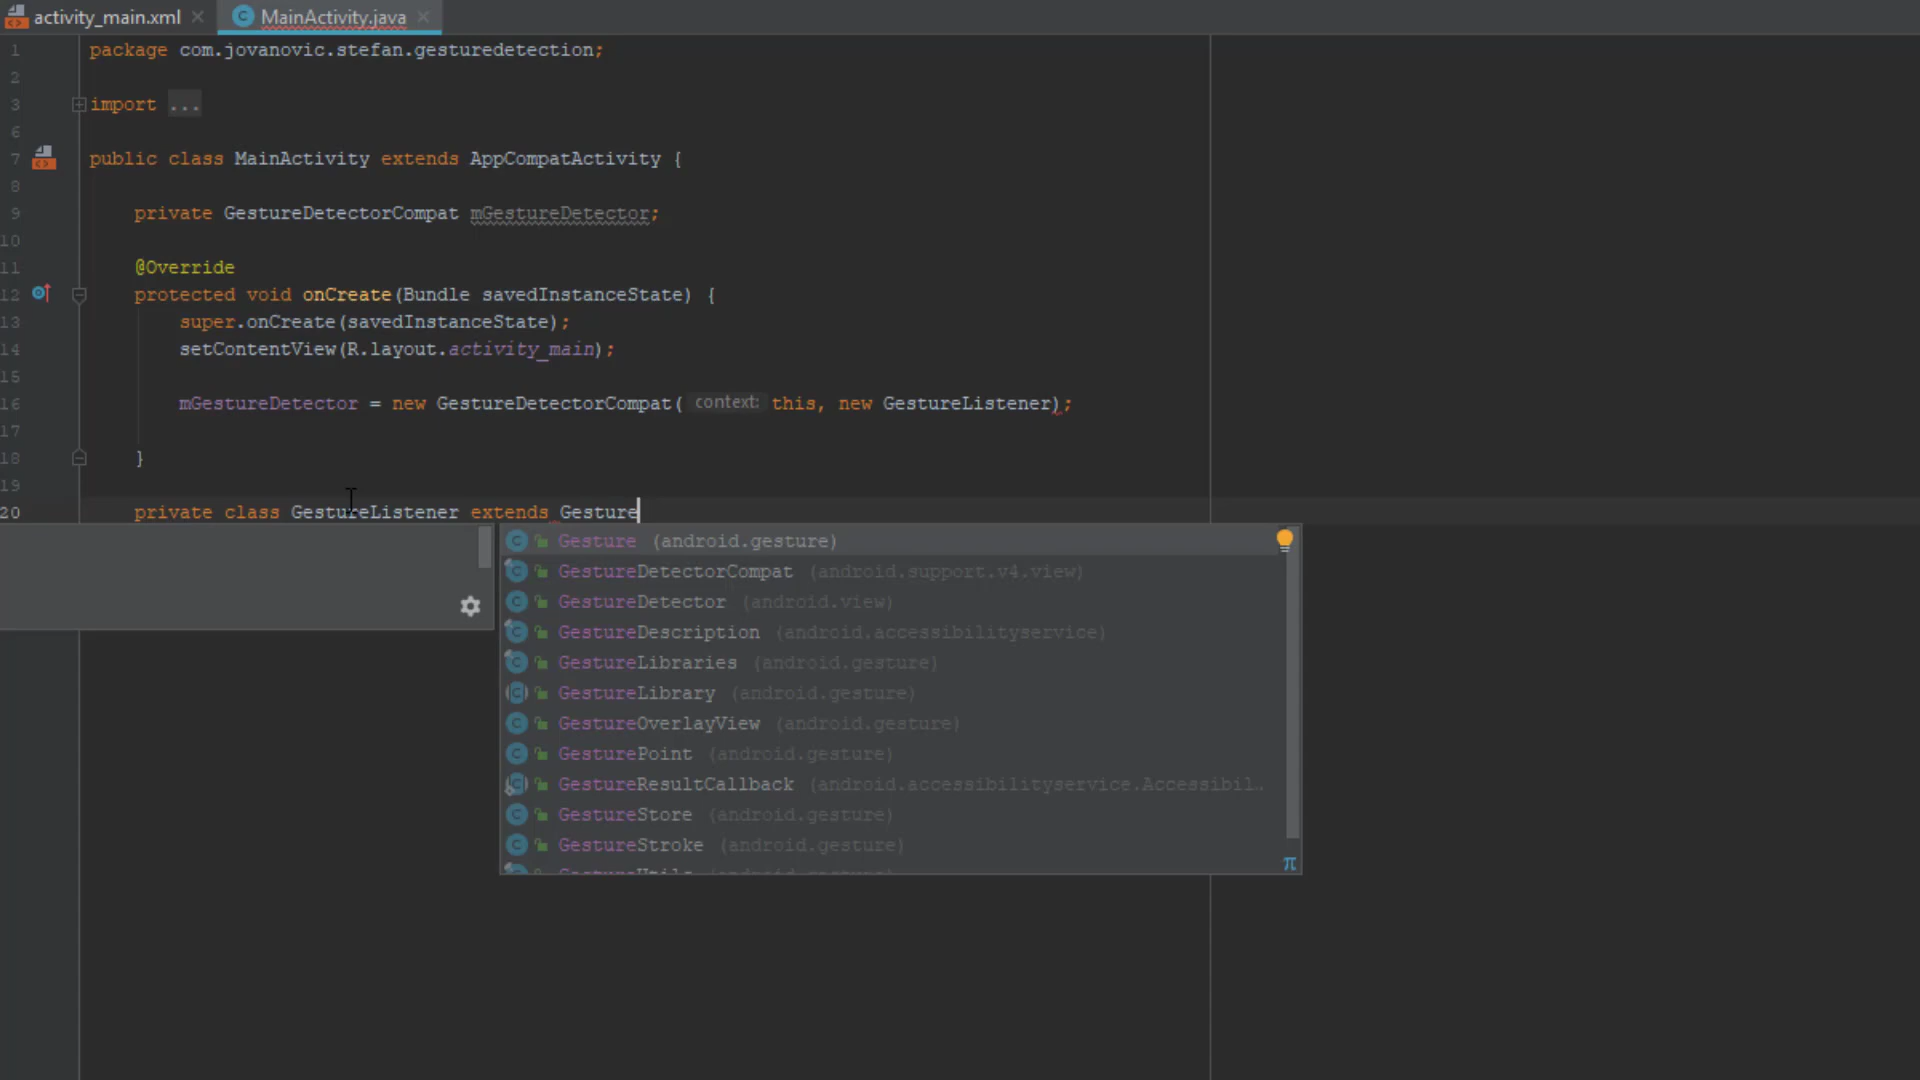 activity_main.xml
MainActivity.java
1 package com.jovanovic.stefan.gesturedetection;
2
3 import ...
6
7 public class MainActivity extends AppCompatActivity {
8
9 private GestureDetectorCompat mGestureDetector;
10
11 @Override
12 protected void onCreate(Bundle savedInstanceState) {
13 super.onCreate(savedInstanceState);
14 setContentView(R.layout.activity_main);
15
16 mGestureDetector = new GestureDetectorCompat( context: this, new GestureListener);
17
18 }
19
20 private class GestureListener extends Gesture
Gesture (android.gesture)
GestureDetectorCompat (android.support.v4.view)
GestureDetector (android.view)
GestureDescription (android.accessibilityservice)
GestureLibraries (android.gesture)
GestureLibrary (android.gesture)
GestureOverlayView (android.gesture)
GesturePoint (android.gesture)
GestureResultCallback (android.accessibilityservice.Accessibil…
GestureStore (android.gesture)
GestureStroke (android.gesture)
π